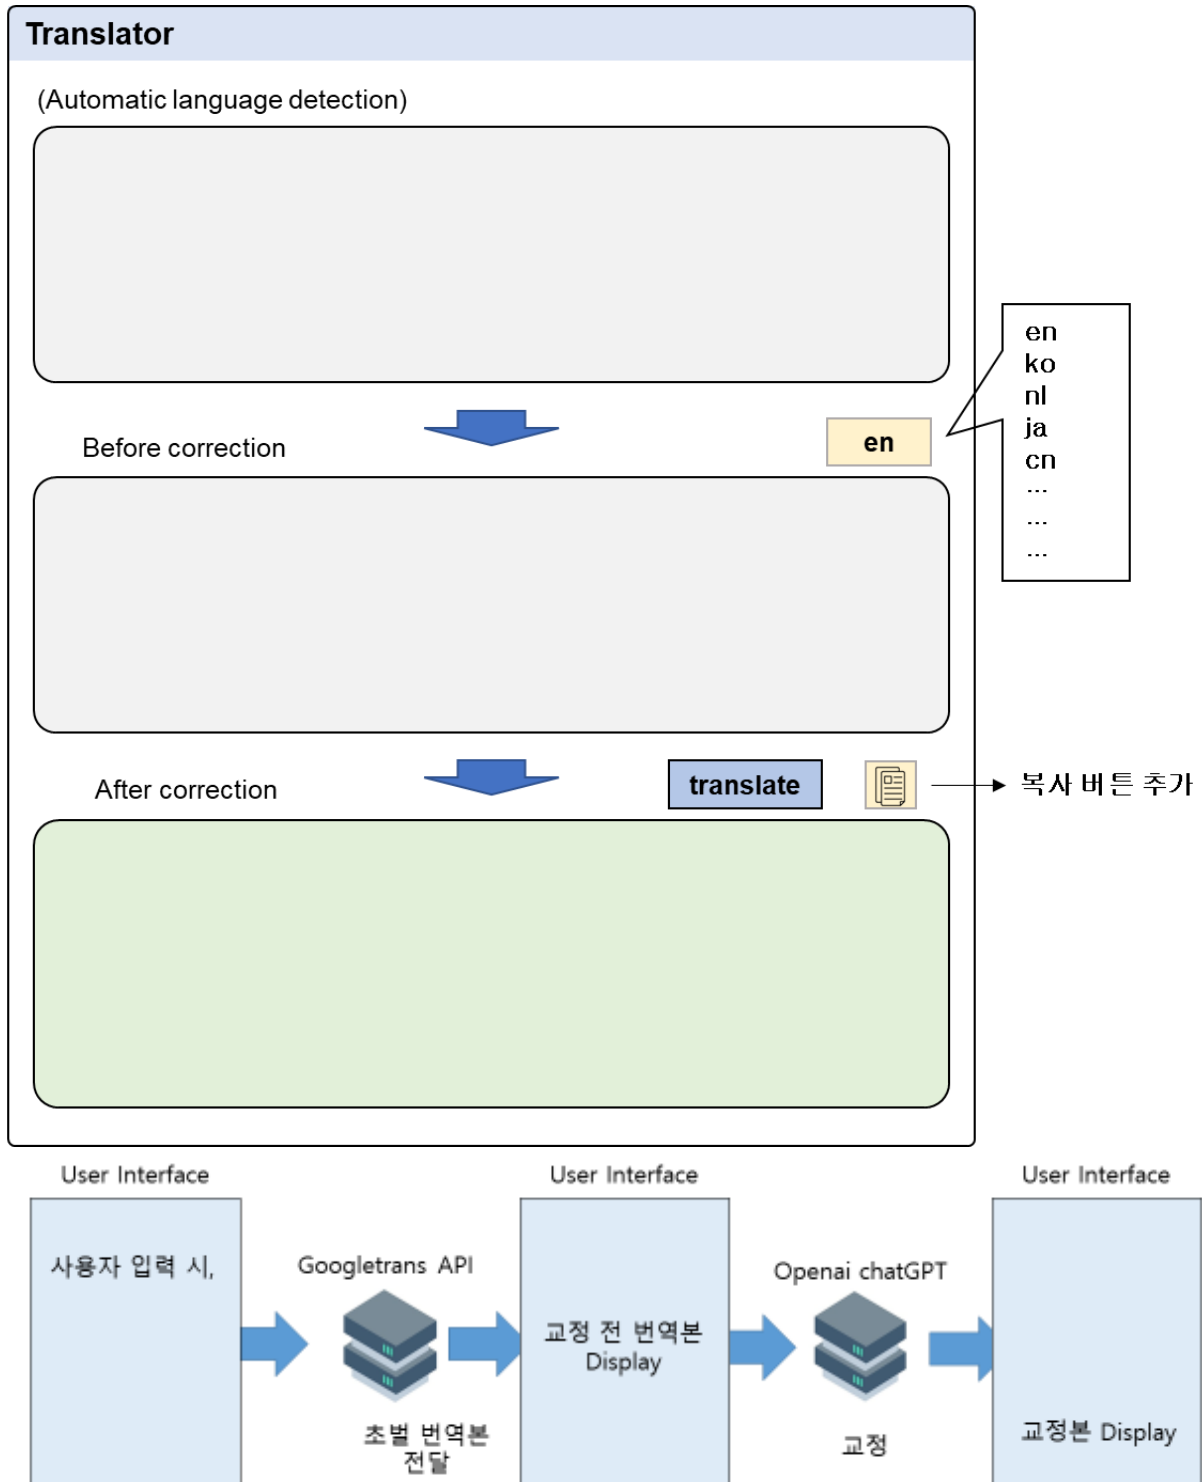 Translator
(Automatic language detection)
Before correction
en
en
ko
nl
ja
cn
...
...
...
After correction
translate
복사 버튼 추가
User Interface
사용자 입력 시,
Googletrans API
초벌 번역본
전달
User Interface
교정 전 번역본
Display
Openai chatGPT
교정
User Interface
교정본 Display